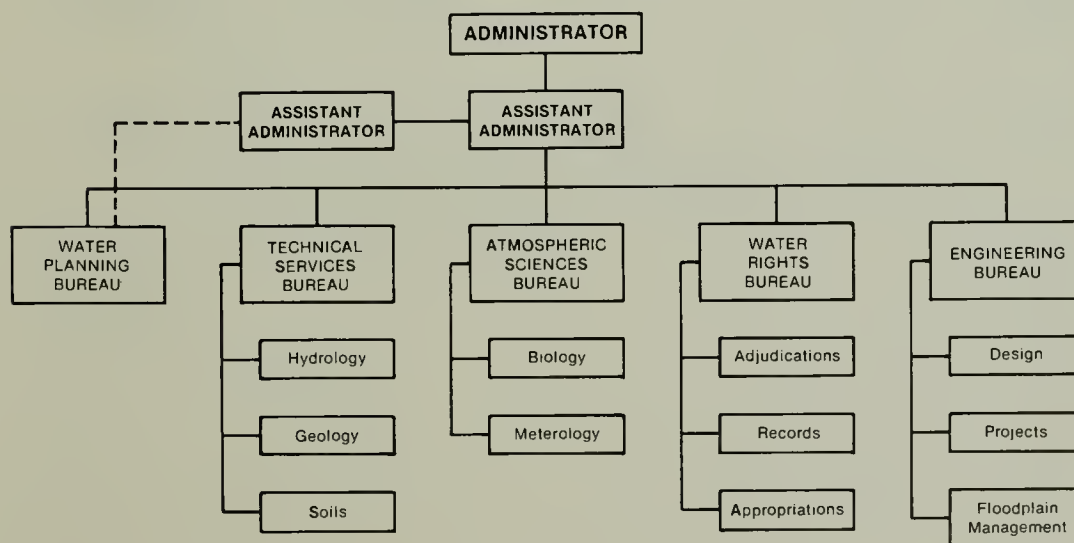 ADMINISTRATOR
ASSISTANT
ADMINISTRATOR
ASSISTANT
ADMINISTRATOR
WATER
PLANNING
BUREAU
TECHNICAL
SERVICES
BUREAU
ATMOSPHERIC
SCIENCES
BUREAU
WATER
RIGHTS
BUREAU
ENGINEERING
BUREAU
Hydrology
Biology
Adjudications
Design
Geology
Meterology
Records
Projects
Soils
Appropriations
Floodplain
Management